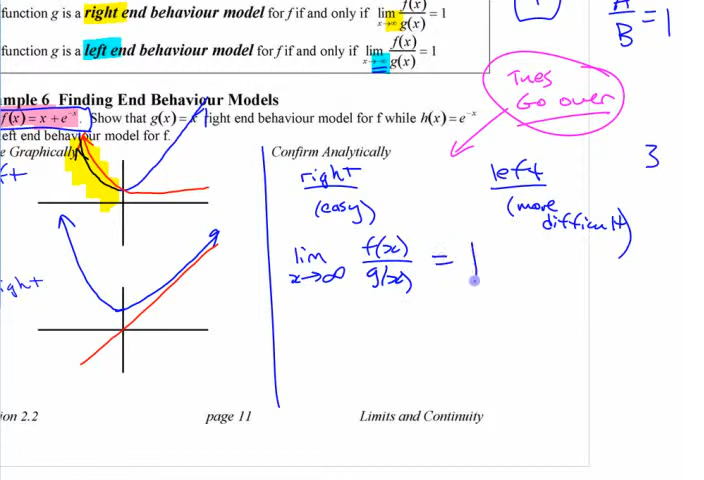 function g is a right end behaviour model for f if and only if lim x→∞ f(x)/g(x) = 1
function g is a left end behaviour model for f if and only if lim x→-∞ f(x)/g(x) = 1
A/B = 1
Tues
Go over
mple 6 Finding End Behaviour Models
f(x) = x + e⁻ˣ. Show that g(x) = x right end behaviour model for f while h(x) = e⁻ˣ
left end behaviour model for f.
e Graphically
Confirm Analytically
ft
right
(easy)
left
(more difficult)
3
lim x→∞ f(x)/g(x) = 1
ight
ion 2.2
page 11
Limits and Continuity